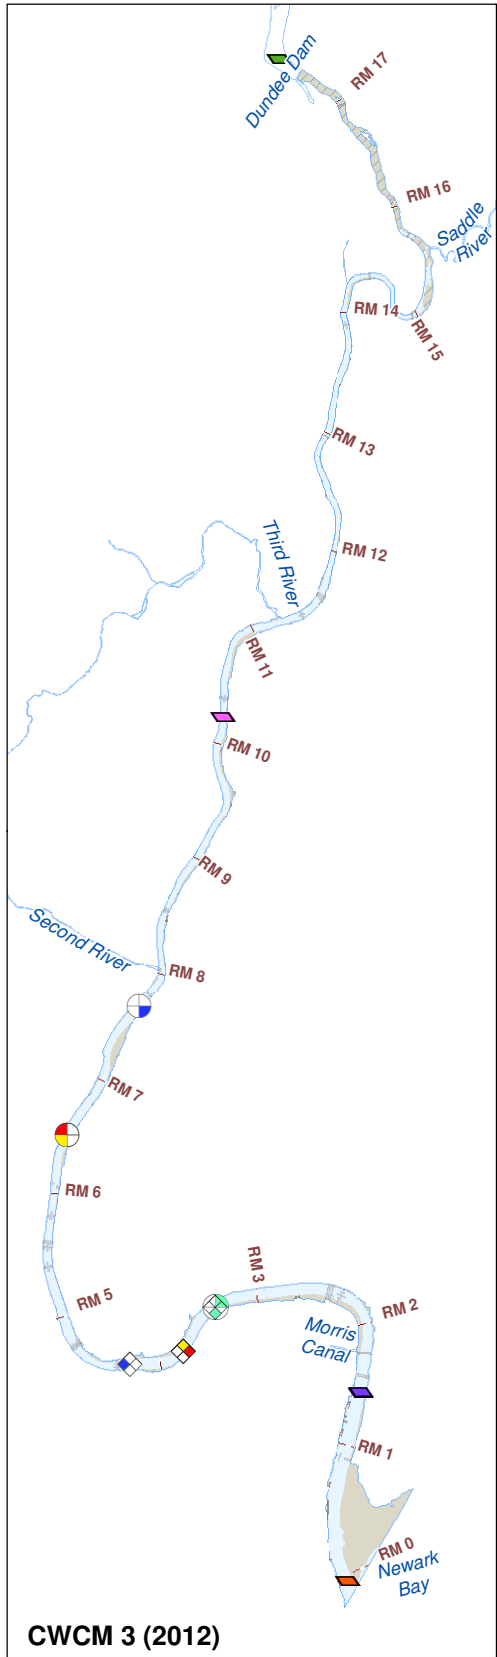 Dundee Dam
RM 17
RM 16
Saddle
River
RM 14
RM 15
RM 13
RM 12
Third River
RM 11
RM 10
RM 9
Second River
RM 8
RM 7
RM 6
RM 3
RM 5
RM 2
Morris
Canal
RM 1
RM 0
Newark
Bay
CWCM 3 (2012)